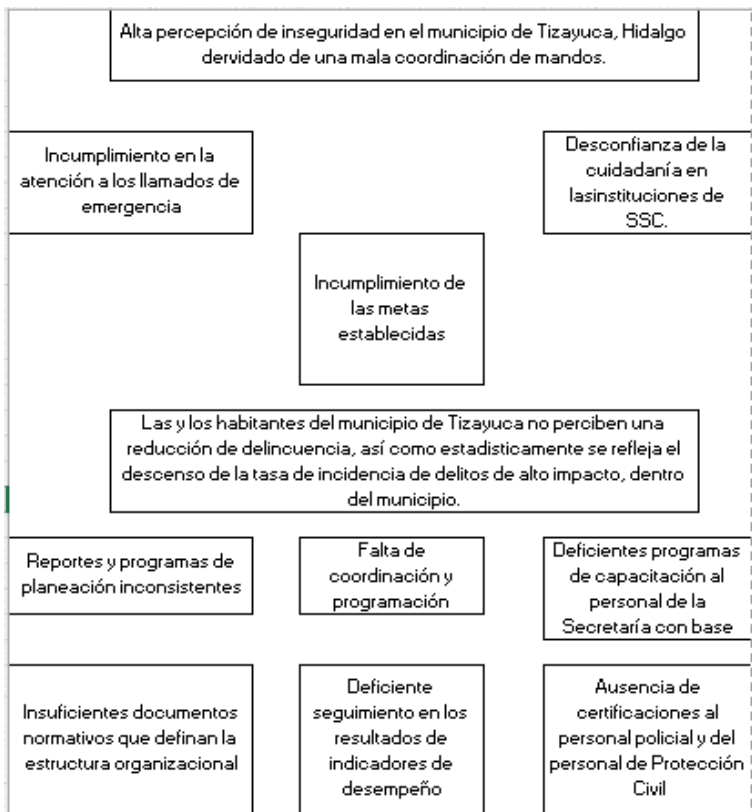 Alta percepción de inseguridad en el municipio de Tizayuca, Hidalgo
dervidado de una mala coordinación de mandos.
Incumplimiento en la
atención a los llamados de
emergencia
Desconfianza de la
cuidadanía en
lasinstituciones de
SSC.
Incumplimiento de
las metas
establecidas
Las y los habitantes del municipio de Tizayuca no perciben una
reducción de delincuencia, así como estadisticamente se refleja el
descenso de la tasa de incidencia de delitos de alto impacto, dentro
del municipio.
Reportes y programas de
planeación inconsistentes
Falta de
coordinación y
programación
Deficientes programas
de capacitación al
personal de la
Secretaría con base
Insuficientes documentos
normativos que definan la
estructura organizacional
Deficiente
seguimiento en los
resultados de
indicadores de
desempeño
Ausencia de
certificaciones al
personal policial y del
personal de Protección
Civil